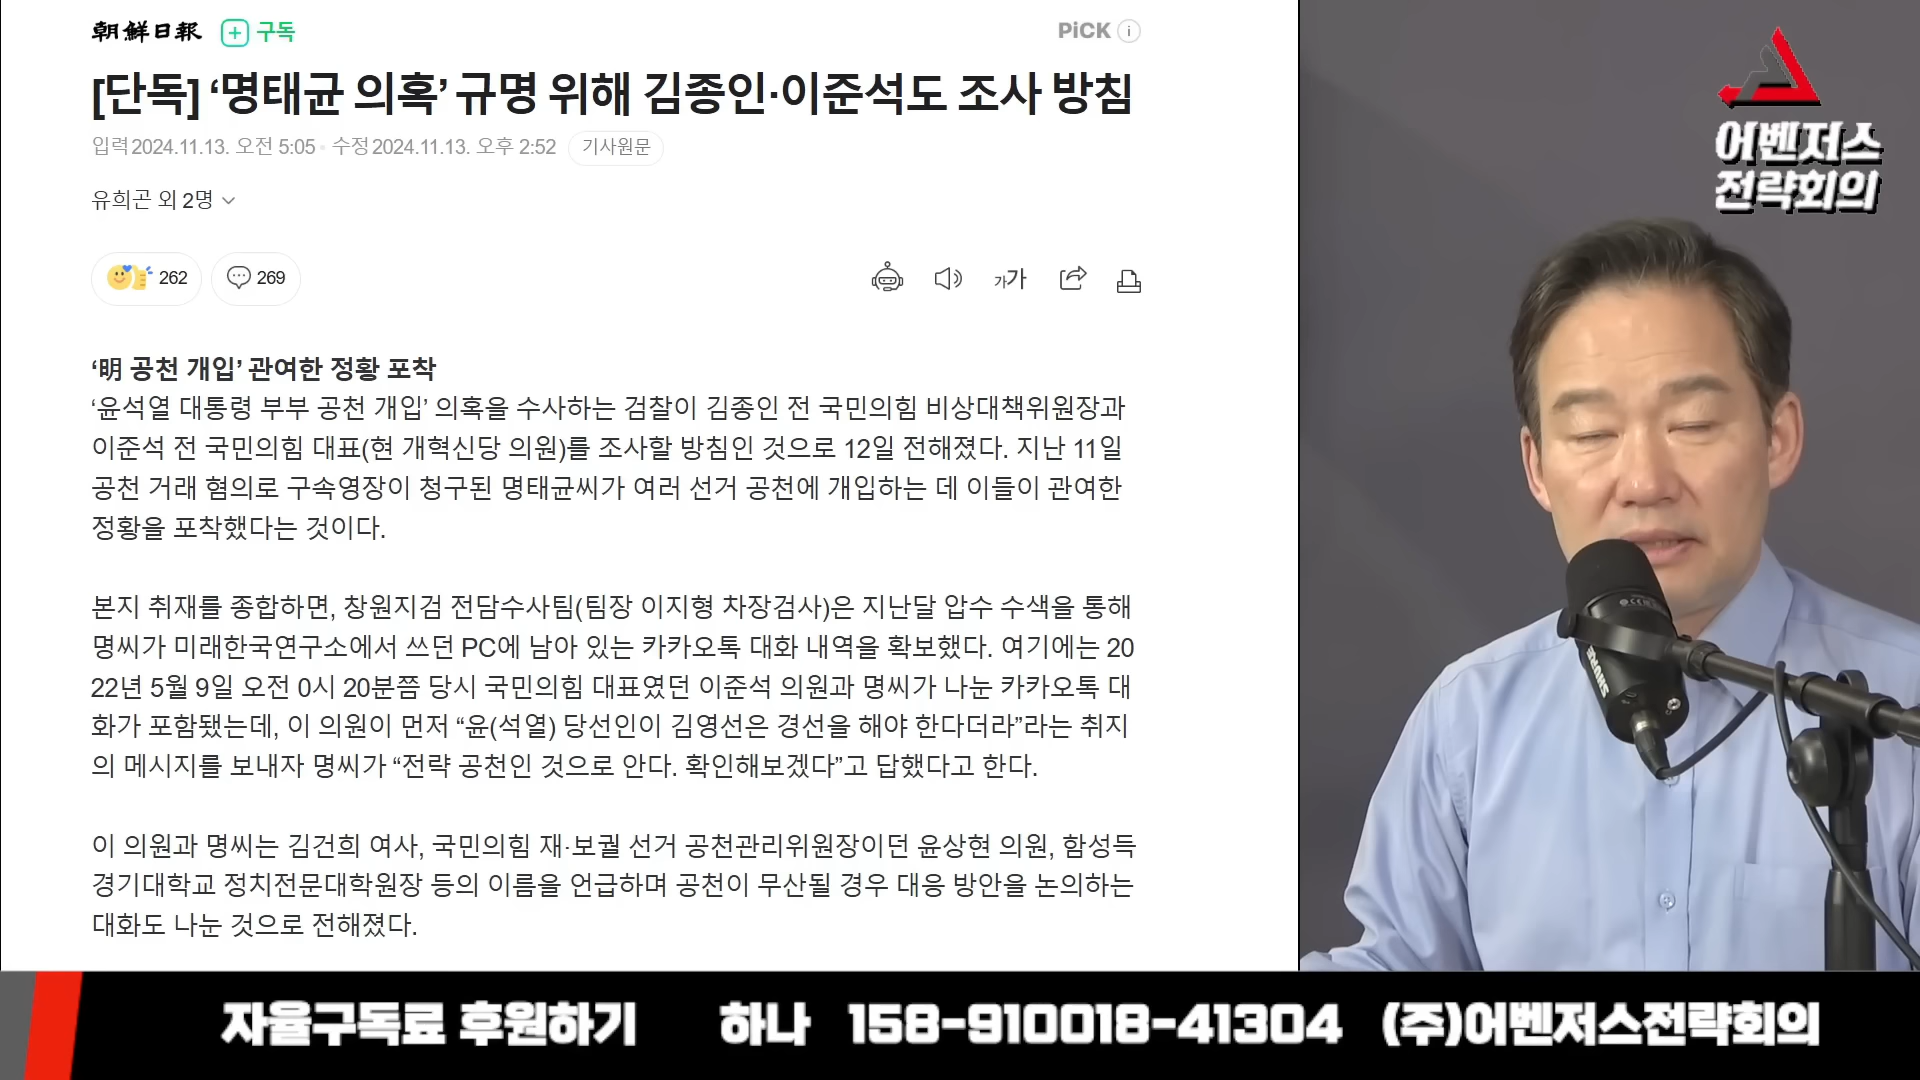 朝鮮日報 구독
PiCK
[단독] ‘명태균 의혹’ 규명 위해 김종인·이준석도 조사 방침
입력 2024.11.13. 오전 5:05 수정 2024.11.13. 오후 2:52 기사원문
유희곤 외 2명
262 269
가가
‘明 공천 개입’ 관여한 정황 포착
‘윤석열 대통령 부부 공천 개입’ 의혹을 수사하는 검찰이 김종인 전 국민의힘 비상대책위원장과
이준석 전 국민의힘 대표(현 개혁신당 의원)를 조사할 방침인 것으로 12일 전해졌다. 지난 11일
공천 거래 혐의로 구속영장이 청구된 명태균씨가 여러 선거 공천에 개입하는 데 이들이 관여한
정황을 포착했다는 것이다.
본지 취재를 종합하면, 창원지검 전담수사팀(팀장 이지형 차장검사)은 지난달 압수 수색을 통해
명씨가 미래한국연구소에서 쓰던 PC에 남아 있는 카카오톡 대화 내역을 확보했다. 여기에는 20
22년 5월 9일 오전 0시 20분쯤 당시 국민의힘 대표였던 이준석 의원과 명씨가 나눈 카카오톡 대
화가 포함됐는데, 이 의원이 먼저 “윤(석열) 당선인이 김영선은 경선을 해야 한다더라”라는 취지
의 메시지를 보내자 명씨가 “전략 공천인 것으로 안다. 확인해보겠다”고 답했다고 한다.
이 의원과 명씨는 김건희 여사, 국민의힘 재·보궐 선거 공천관리위원장이던 윤상현 의원, 함성득
경기대학교 정치전문대학원장 등의 이름을 언급하며 공천이 무산될 경우 대응 방안을 논의하는
대화도 나눈 것으로 전해졌다.
어벤저스
전략회의
SHURE
자율구독료 후원하기 하나 158-910018-41304 (주)어벤저스전략회의